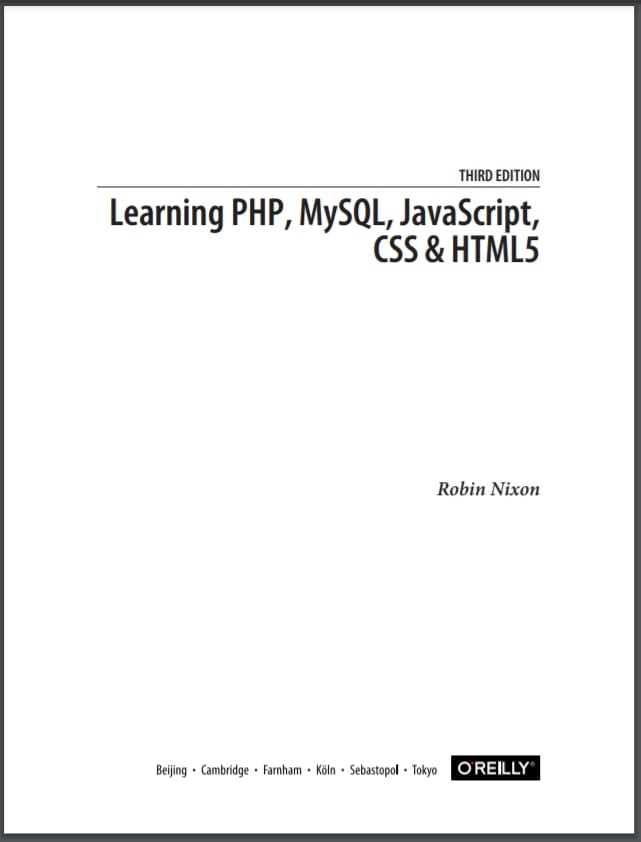 THIRD EDITION
Learning PHP, MySQL, JavaScript,
CSS & HTML5
Robin Nixon
Beijing • Cambridge • Farnham • Köln • Sebastopol • Tokyo O'REILLY®